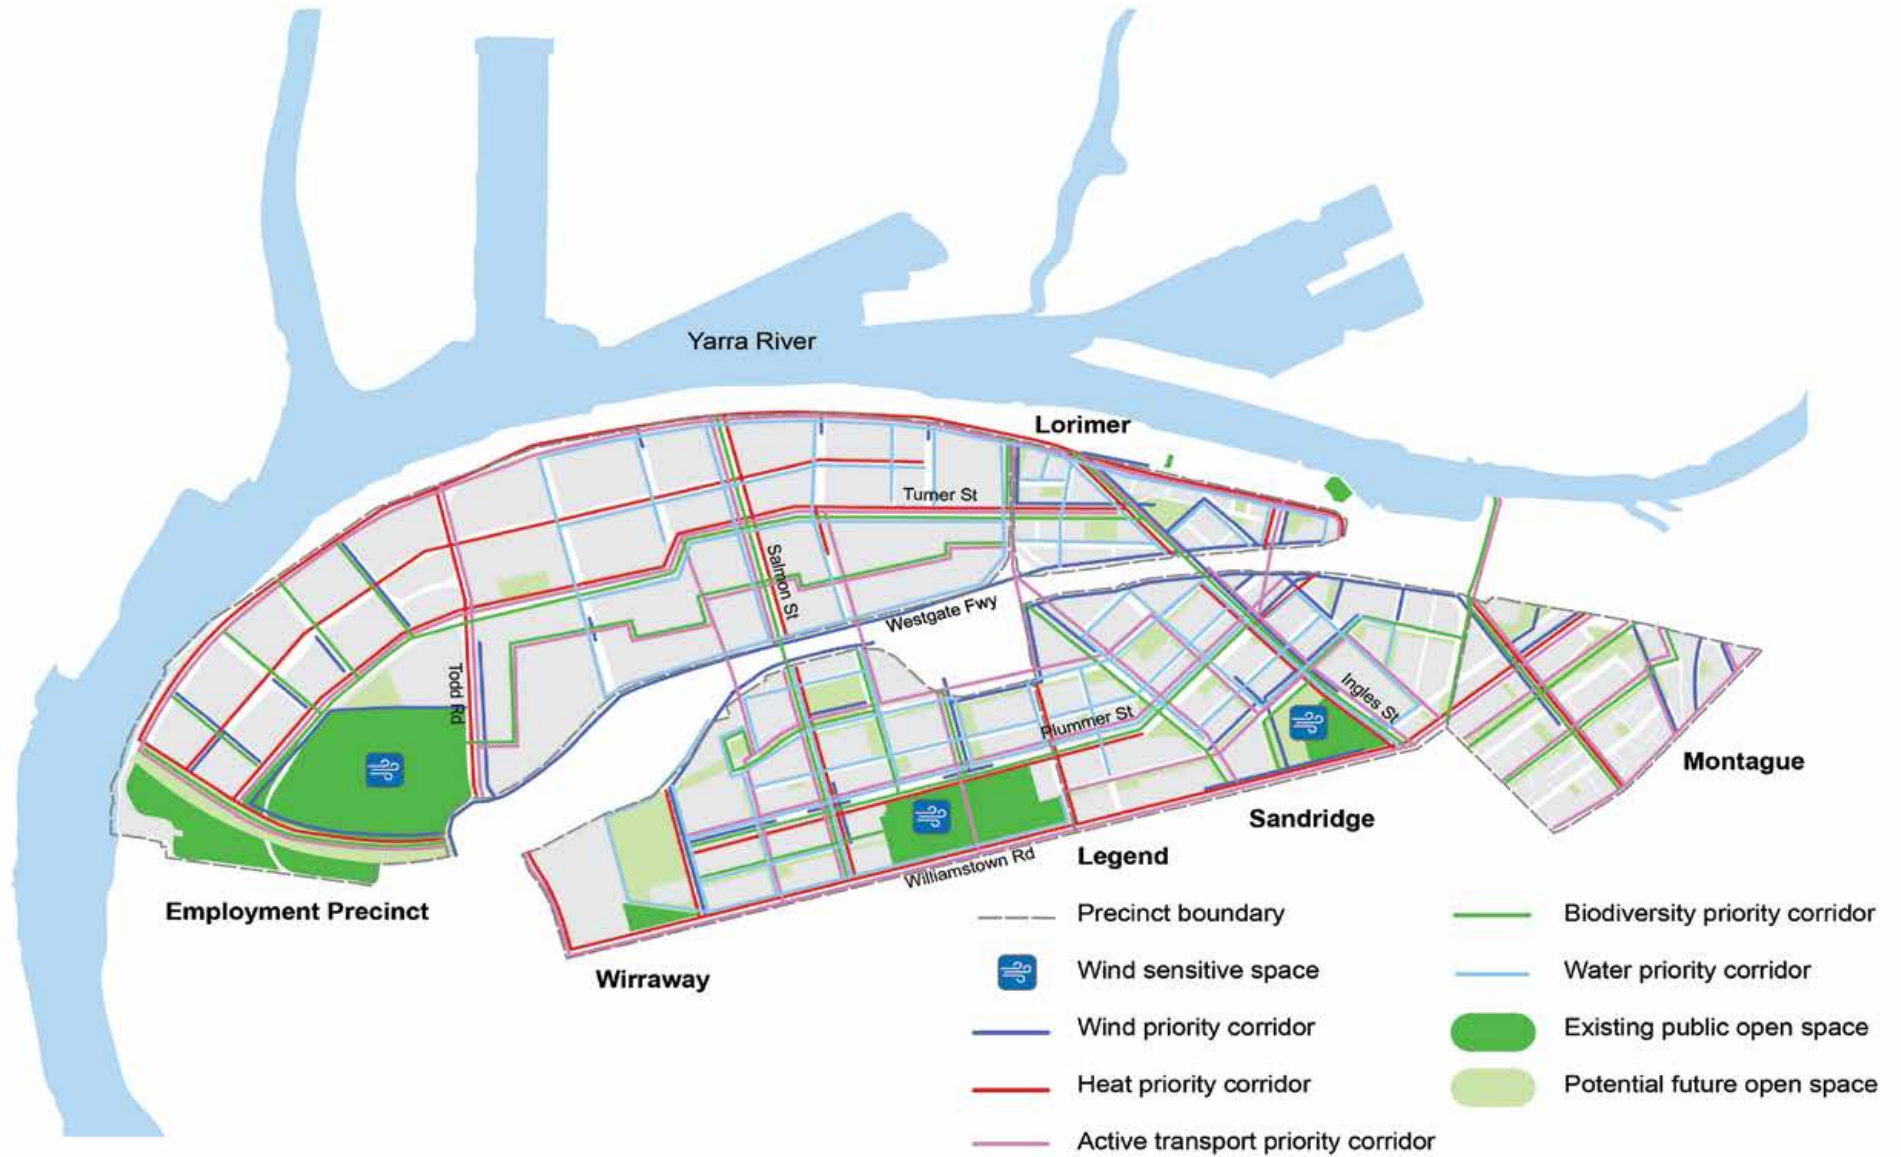 Yarra River
Lorimer
Turner St
Salmon St
Westgate Fwy
Todd Rd
Ingles St
Plummer St
Montague
Sandridge
Williamstown Rd
Employment Precinct
Wirraway
Legend
Precinct boundary
Wind sensitive space
Wind priority corridor
Heat priority corridor
Active transport priority corridor
Biodiversity priority corridor
Water priority corridor
Existing public open space
Potential future open space